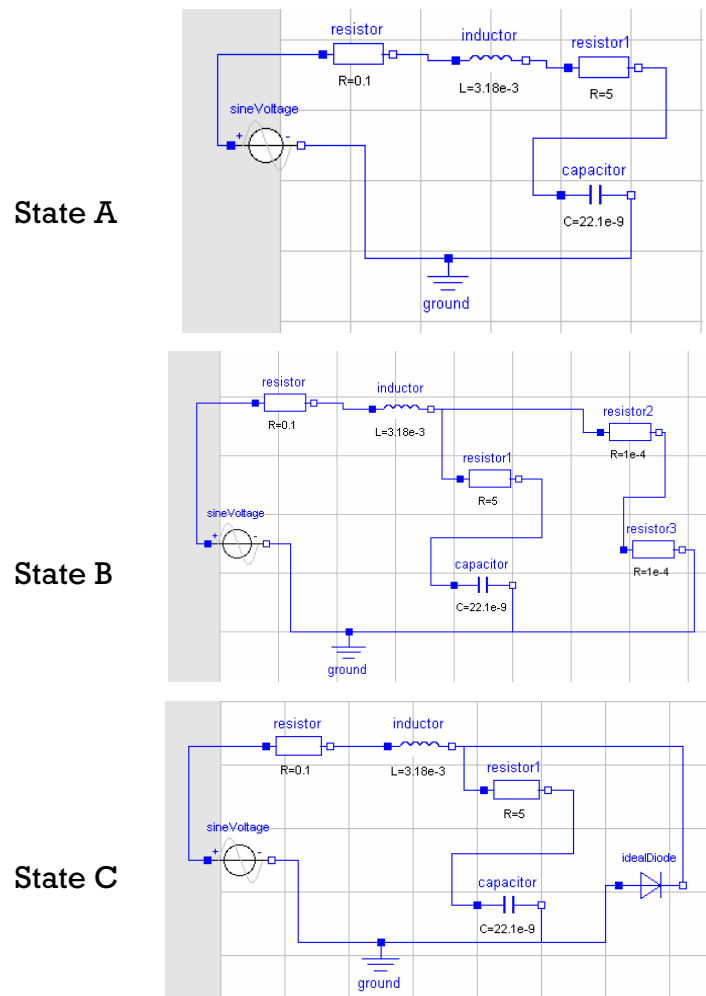 resistor
inductor
resistor1
R=0.1
L=3.18e-3
R=5
sineVoltage
+ -
capacitor
State A
C=22.1e-9
ground
resistor
inductor
resistor2
R=0.1
L=3.18e-3
R=1e-4
resistor1
R=5
sineVoltage
+ -
resistor3
R=1e-4
State B
capacitor
C=22.1e-9
ground
resistor
inductor
R=0.1
L=3.18e-3
resistor1
R=5
sineVoltage
+ -
idealDiode
State C
capacitor
C=22.1e-9
ground